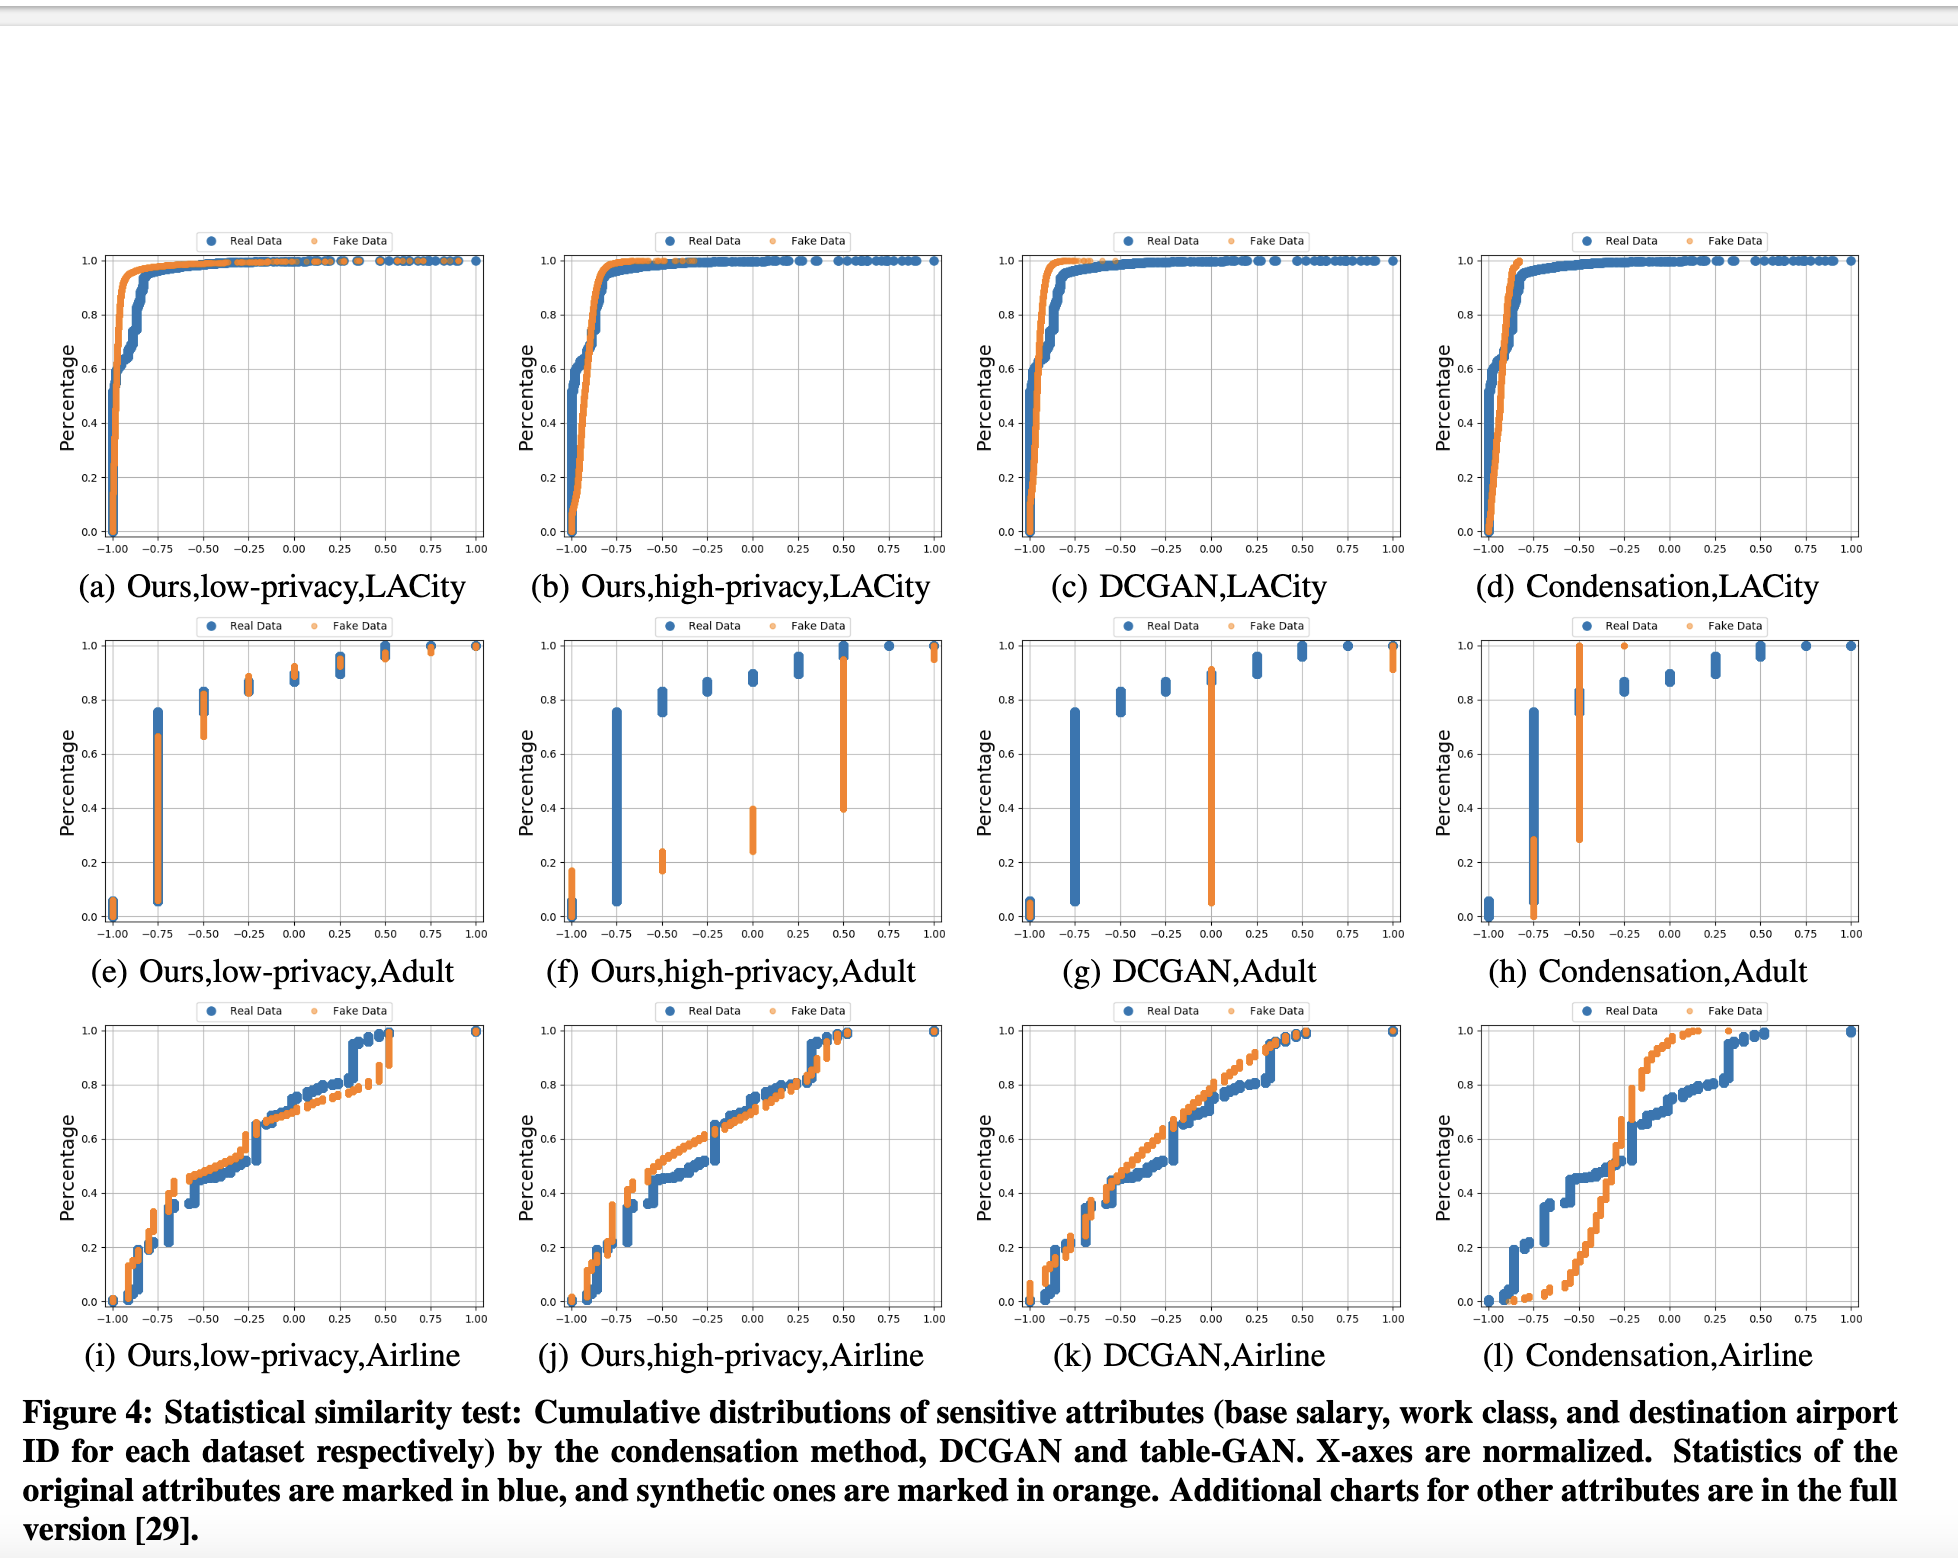 Real Data Fake Data Real Data Fake Data Real Data Fake Data Real Data Fake Data
Percentage
1.0
0.8
0.6
0.4
0.2
0.0
−1.00 −0.75 −0.50 −0.25 0.00 0.25 0.50 0.75 1.00
Percentage
1.0
0.8
0.6
0.4
0.2
0.0
−1.00 −0.75 −0.50 −0.25 0.00 0.25 0.50 0.75 1.00
Percentage
1.0
0.8
0.6
0.4
0.2
0.0
−1.00 −0.75 −0.50 −0.25 0.00 0.25 0.50 0.75 1.00
Percentage
1.0
0.8
0.6
0.4
0.2
0.0
−1.00 −0.75 −0.50 −0.25 0.00 0.25 0.50 0.75 1.00
(a) Ours,low-privacy,LACity (b) Ours,high-privacy,LACity (c) DCGAN,LACity (d) Condensation,LACity
Real Data Fake Data Real Data Fake Data Real Data Fake Data Real Data Fake Data
Percentage
1.0
0.8
0.6
0.4
0.2
0.0
−1.00 −0.75 −0.50 −0.25 0.00 0.25 0.50 0.75 1.00
Percentage
1.0
0.8
0.6
0.4
0.2
0.0
−1.00 −0.75 −0.50 −0.25 0.00 0.25 0.50 0.75 1.00
Percentage
1.0
0.8
0.6
0.4
0.2
0.0
−1.00 −0.75 −0.50 −0.25 0.00 0.25 0.50 0.75 1.00
Percentage
1.0
0.8
0.6
0.4
0.2
0.0
−1.00 −0.75 −0.50 −0.25 0.00 0.25 0.50 0.75 1.00
(e) Ours,low-privacy,Adult (f) Ours,high-privacy,Adult (g) DCGAN,Adult (h) Condensation,Adult
Real Data Fake Data Real Data Fake Data Real Data Fake Data Real Data Fake Data
Percentage
1.0
0.8
0.6
0.4
0.2
0.0
−1.00 −0.75 −0.50 −0.25 0.00 0.25 0.50 0.75 1.00
Percentage
1.0
0.8
0.6
0.4
0.2
0.0
−1.00 −0.75 −0.50 −0.25 0.00 0.25 0.50 0.75 1.00
Percentage
1.0
0.8
0.6
0.4
0.2
0.0
−1.00 −0.75 −0.50 −0.25 0.00 0.25 0.50 0.75 1.00
Percentage
1.0
0.8
0.6
0.4
0.2
0.0
−1.00 −0.75 −0.50 −0.25 0.00 0.25 0.50 0.75 1.00
(i) Ours,low-privacy,Airline (j) Ours,high-privacy,Airline (k) DCGAN,Airline (l) Condensation,Airline
Figure 4: Statistical similarity test: Cumulative distributions of sensitive attributes (base salary, work class, and destination airport
ID for each dataset respectively) by the condensation method, DCGAN and table-GAN. X-axes are normalized. Statistics of the
original attributes are marked in blue, and synthetic ones are marked in orange. Additional charts for other attributes are in the full
version [29].